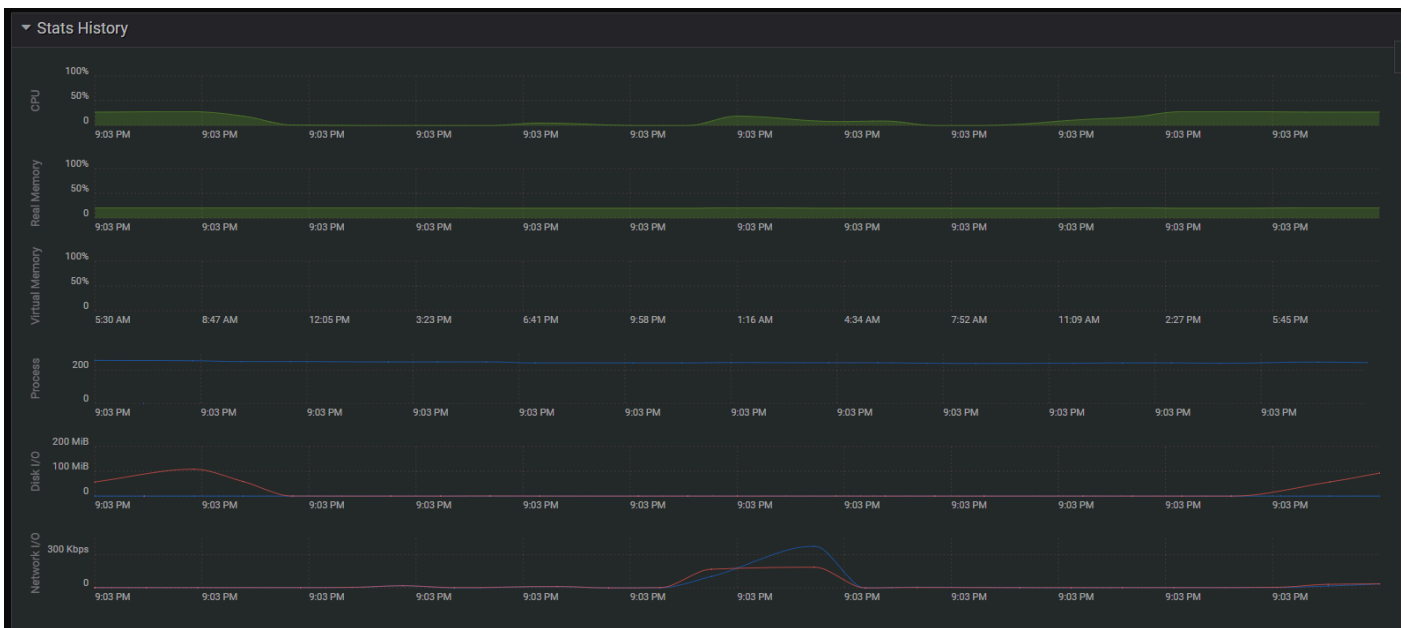 Stats History
CPU
100%
50%
0
9:03 PM 9:03 PM 9:03 PM 9:03 PM 9:03 PM 9:03 PM 9:03 PM 9:03 PM 9:03 PM 9:03 PM 9:03 PM 9:03 PM
Real Memory
100%
50%
0
9:03 PM 9:03 PM 9:03 PM 9:03 PM 9:03 PM 9:03 PM 9:03 PM 9:03 PM 9:03 PM 9:03 PM 9:03 PM 9:03 PM
Virtual Memory
100%
50%
0
5:30 AM 8:47 AM 12:05 PM 3:23 PM 6:41 PM 9:58 PM 1:16 AM 4:34 AM 7:52 AM 11:09 AM 2:27 PM 5:45 PM
Process
200
0
9:03 PM 9:03 PM 9:03 PM 9:03 PM 9:03 PM 9:03 PM 9:03 PM 9:03 PM 9:03 PM 9:03 PM 9:03 PM 9:03 PM
Disk I/O
200 MiB
100 MiB
0
9:03 PM 9:03 PM 9:03 PM 9:03 PM 9:03 PM 9:03 PM 9:03 PM 9:03 PM 9:03 PM 9:03 PM 9:03 PM 9:03 PM
Network I/O
300 Kbps
0
9:03 PM 9:03 PM 9:03 PM 9:03 PM 9:03 PM 9:03 PM 9:03 PM 9:03 PM 9:03 PM 9:03 PM 9:03 PM 9:03 PM